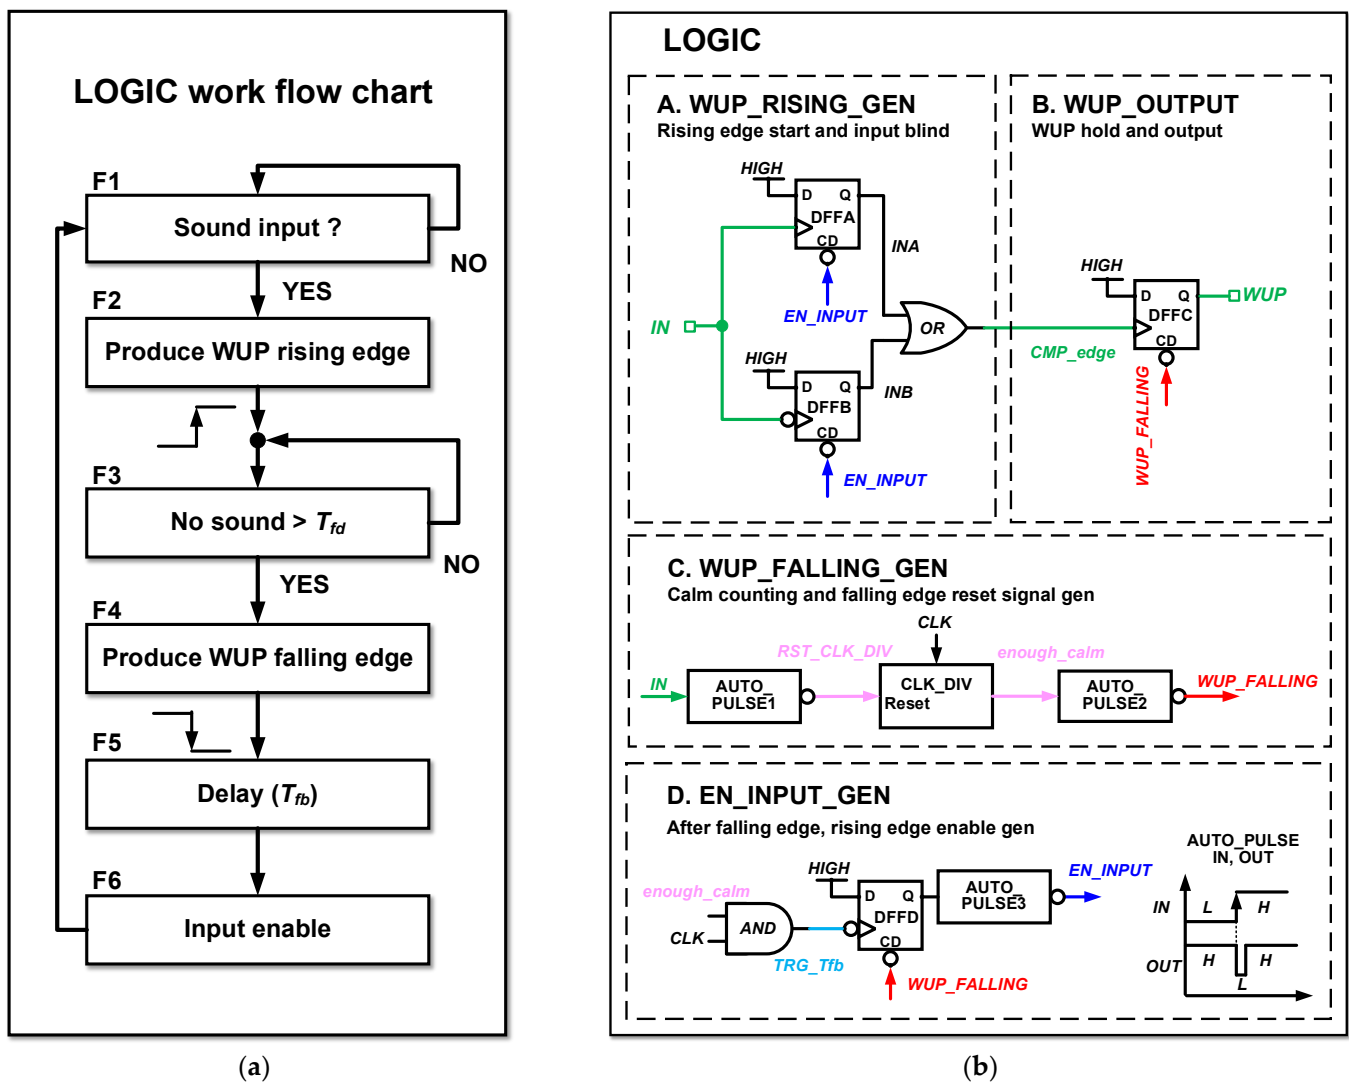 LOGIC work flow chart
F1
Sound input ?
NO
YES
F2
Produce WUP rising edge
F3
No sound > Tfd
NO
YES
F4
Produce WUP falling edge
F5
Delay (Tfb)
F6
Input enable
(a)
LOGIC
A. WUP_RISING_GEN
Rising edge start and input blind
HIGH
D Q
DFFA
CD
INA
EN_INPUT
IN
OR
HIGH
D Q
DFFB
CD
INB
EN_INPUT
CMP_edge
B. WUP_OUTPUT
WUP hold and output
HIGH
D Q
DFFC
CD
WUP
WUP_FALLING
C. WUP_FALLING_GEN
Calm counting and falling edge reset signal gen
CLK
RST_CLK_DIV
enough_calm
IN
AUTO_
PULSE1
CLK_DIV
Reset
AUTO_
PULSE2
WUP_FALLING
D. EN_INPUT_GEN
After falling edge, rising edge enable gen
HIGH
enough_calm
CLK
AND
TRG_Tfb
D Q
DFFD
CD
WUP_FALLING
AUTO_
PULSE3
EN_INPUT
AUTO_PULSE
IN, OUT
IN
L H
OUT
H H
L
(b)